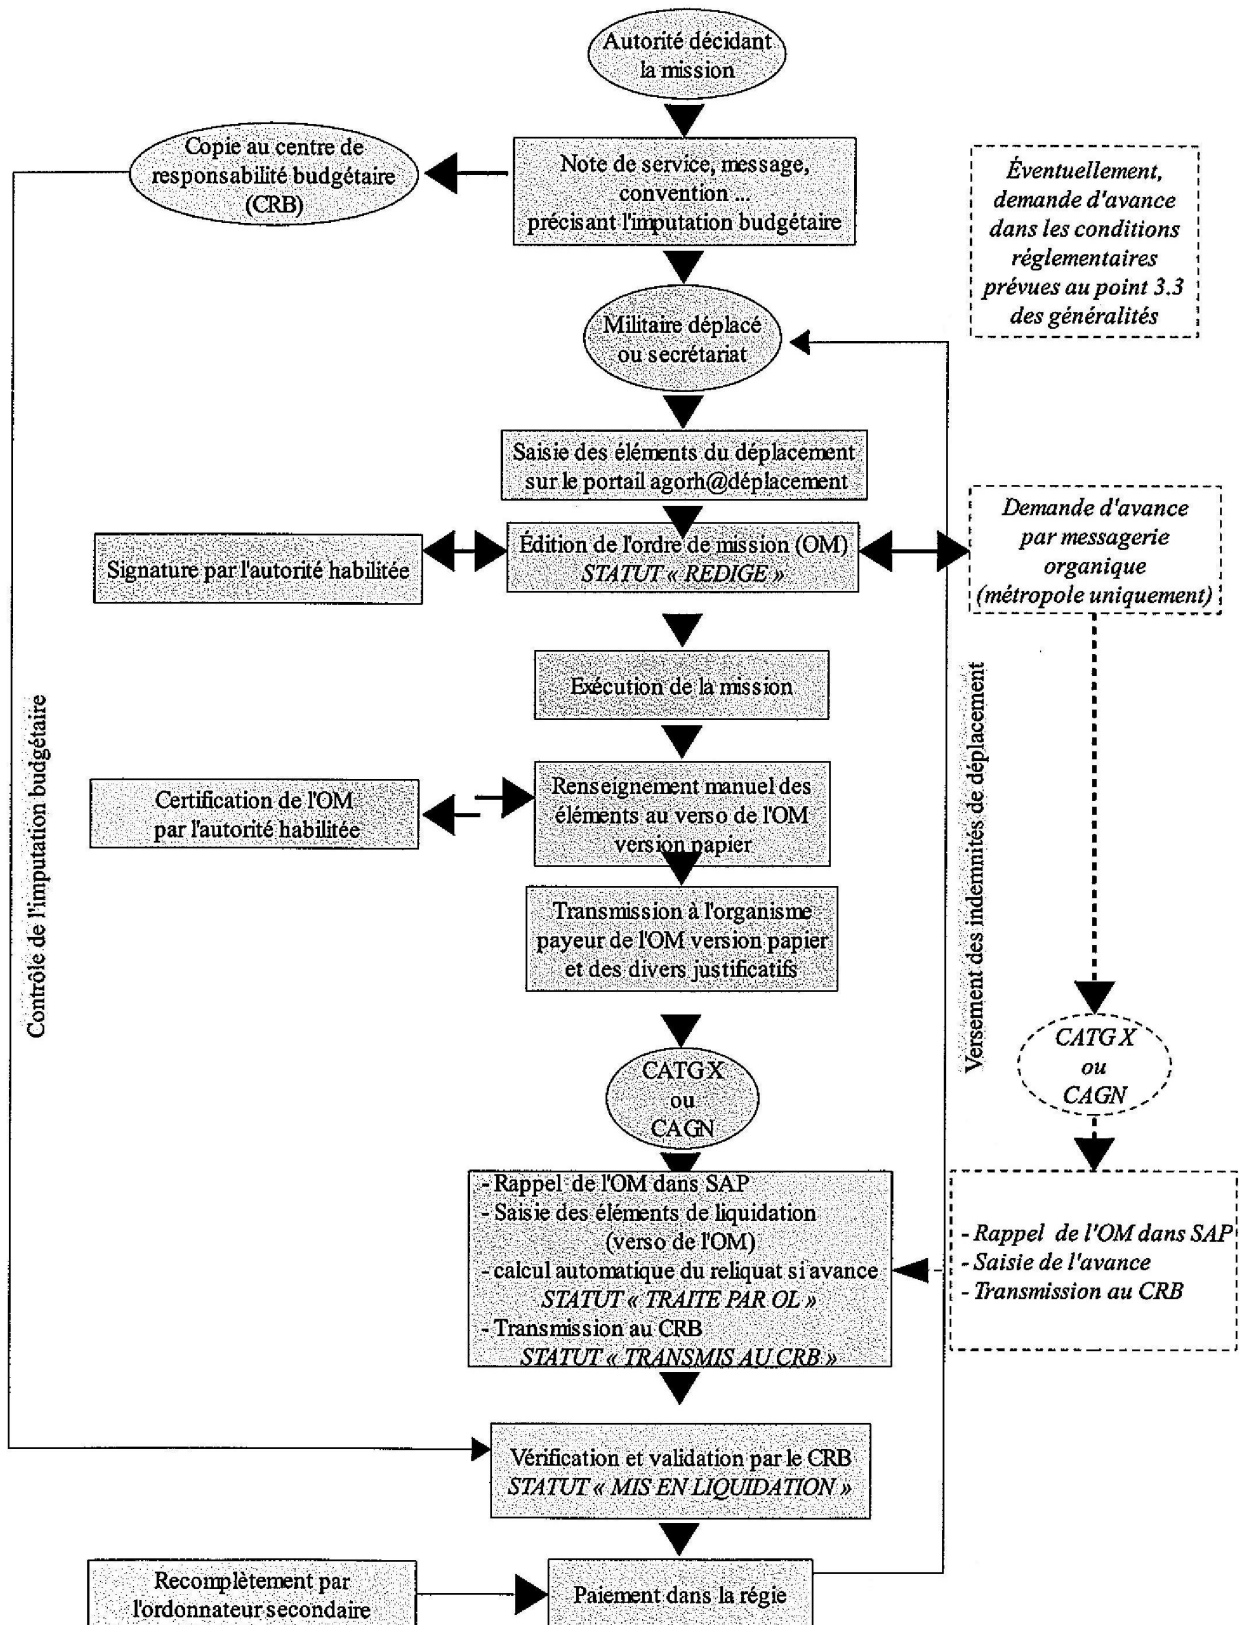 Autorité décidant
la mission
Copie au centre de
responsabilité budgétaire
(CRB)
Note de service, message,
convention ...
précisant l'imputation budgétaire
Éventuellement,
demande d'avance
dans les conditions
réglementaires
prévues au point 3.3
des généralités
Militaire déplacé
ou secrétariat
Saisie des éléments du déplacement
sur le portail agorh@déplacement
Signature par l'autorité habilitée
Édition de l'ordre de mission (OM)
STATUT « REDIGE »
Demande d'avance
par messagerie
organique
(métropole uniquement)
Exécution de la mission
Contrôle de l'imputation budgétaire
Versement des indemnités de déplacement
Certification de l'OM
par l'autorité habilitée
Renseignement manuel des
éléments au verso de l'OM
version papier
Transmission à l'organisme
payeur de l'OM version papier
et des divers justificatifs
CATGX
ou
CAGN
CATGX
ou
CAGN
- Rappel de l'OM dans SAP
- Saisie des éléments de liquidation
(verso de l'OM)
- calcul automatique du reliquat si avance
STATUT « TRAITE PAR OL »
- Transmission au CRB
STATUT « TRANSMIS AU CRB »
- Rappel de l'OM dans SAP
- Saisie de l'avance
- Transmission au CRB
Vérification et validation par le CRB
STATUT « MIS EN LIQUIDATION »
Recomplètement par
l'ordonnateur secondaire
Paiement dans la régie